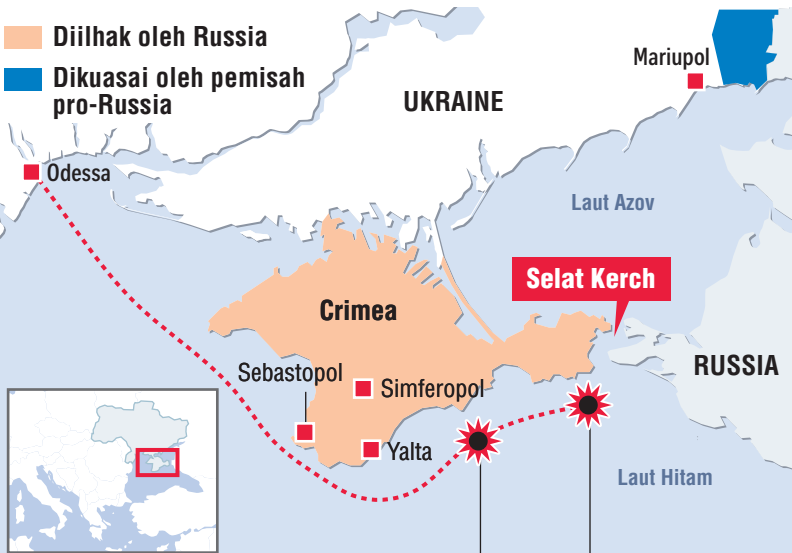 Diilhak oleh Russia
Dikuasai oleh pemisah
pro-Russia
Mariupol
UKRAINE
Odessa
Laut Azov
Selat Kerch
Crimea
RUSSIA
Sebastopol
Simferopol
Yalta
Laut Hitam